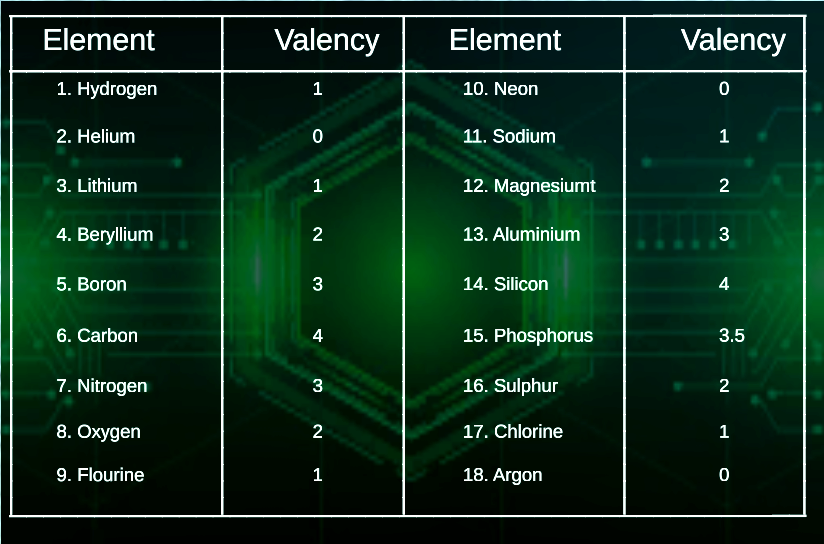 Element Valency Element Valency
1. Hydrogen 1 10. Neon 0
2. Helium 0 11. Sodium 1
3. Lithium 1 12. Magnesiumt 2
4. Beryllium 2 13. Aluminium 3
5. Boron 3 14. Silicon 4
6. Carbon 4 15. Phosphorus 3.5
7. Nitrogen 3 16. Sulphur 2
8. Oxygen 2 17. Chlorine 1
9. Flourine 1 18. Argon 0